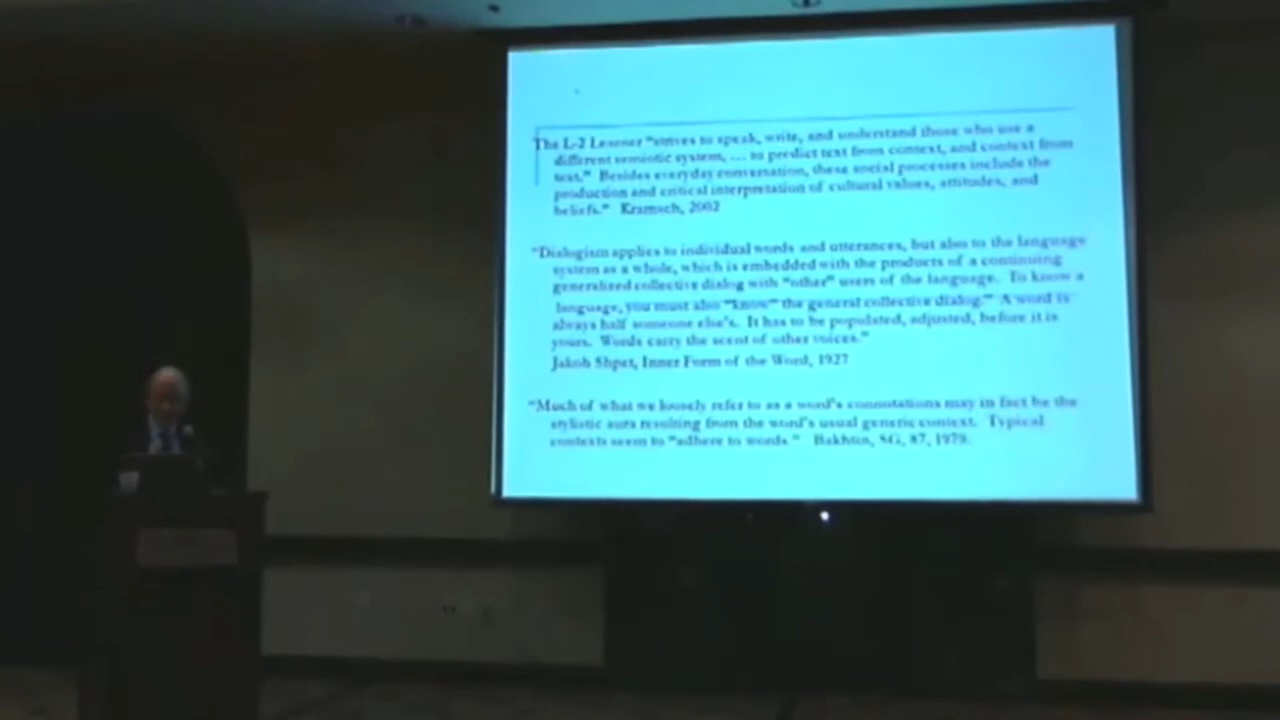 The L-2 Learner "strives to speak, write, and understand those who use a
different semiotic system, ... to predict text from context, and context from
text." Besides everyday conversation, these social processes include the
production and critical interpretation of cultural values, attitudes, and
beliefs." Kramsch, 2002
"Dialogism applies to individual words and utterances, but also to the language
system as a whole, which is embedded with the products of a continuing
generalized collective dialog with "other" users of the language. To know a
language, you must also "know" the general collective dialog." A word is
always half someone else's. It has to be populated, adjusted, before it is
yours. Words carry the scent of other voices."
Jakob Shpet, Inner Form of the Word, 1927
"Much of what we loosely refer to as a word's connotations may in fact be the
stylistic aura resulting from the word's usual generic context. Typical
contexts seem to "adhere to words." Bakhtin, SG, 87, 1979.